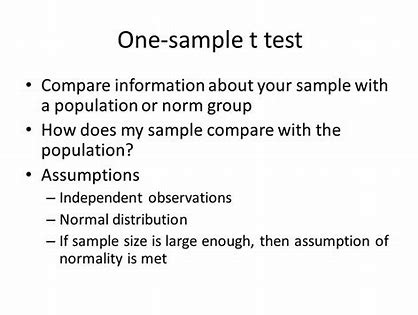 One-sample t test
• Compare information about your sample with
a population or norm group
• How does my sample compare with the
population?
• Assumptions
– Independent observations
– Normal distribution
– If sample size is large enough, then assumption of
normality is met